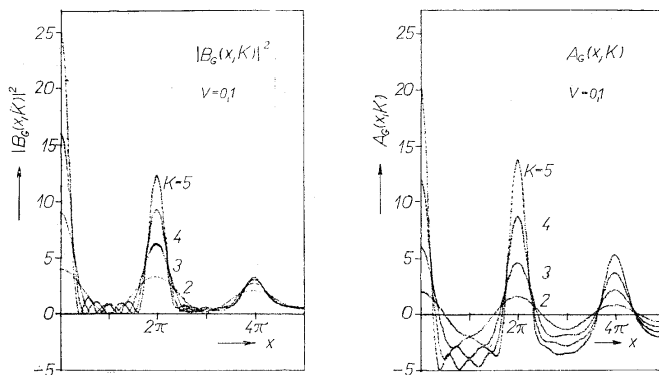 25
|B_G(x,K)|²
V=0,1
20
15
10
5
0
-5
|B_G(x,K)|²
K=5
4
3
2
2π
4π
x
25
A_G(x,K)
V=0,1
20
15
10
5
0
-5
A_G(x,K)
K=5
4
3
2
2π
4π
x